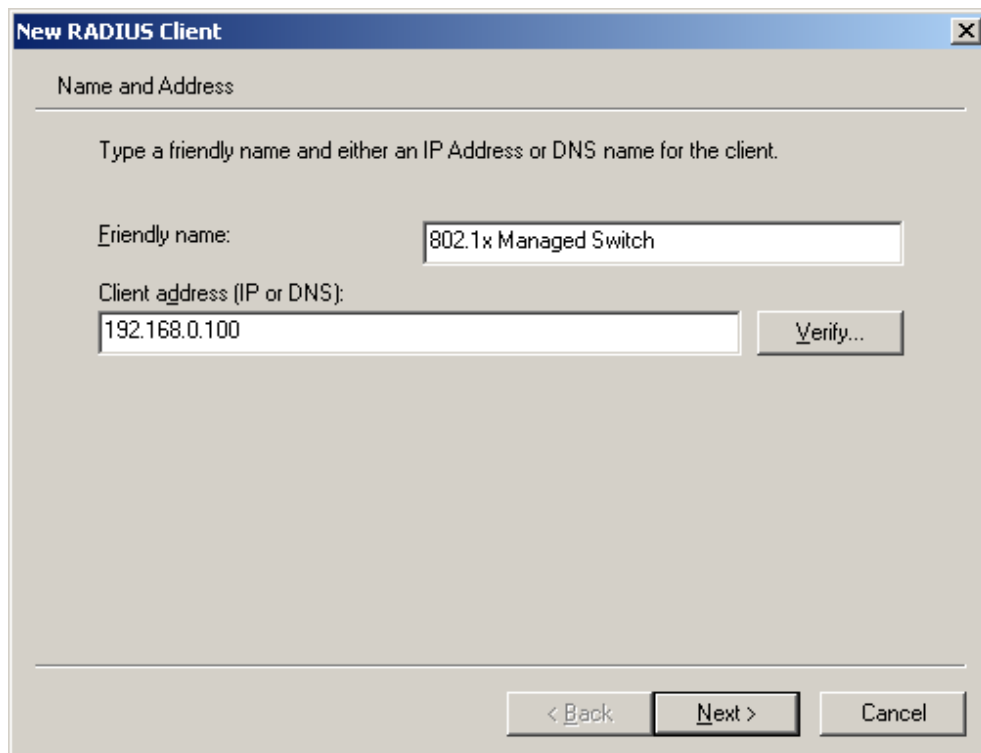 New RADIUS Client
Name and Address
Type a friendly name and either an IP Address or DNS name for the client.
Friendly name:
802.1x Managed Switch
Client address (IP or DNS):
192.168.0.100
Verify...
< Back
Next >
Cancel